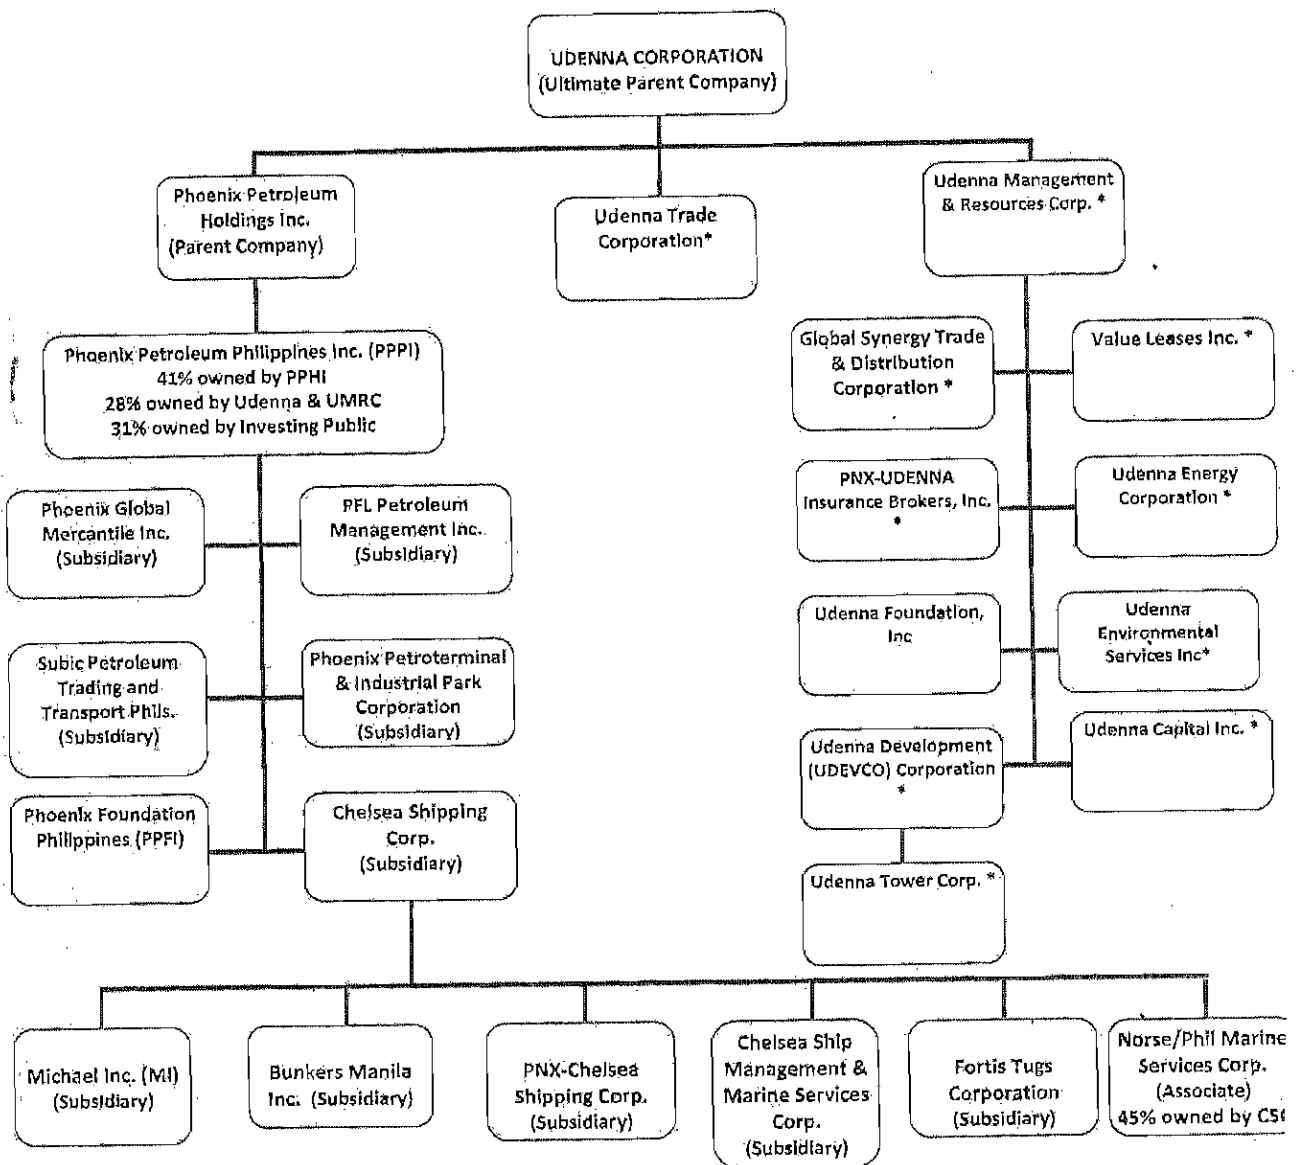 UDENNA CORPORATION
(Ultimate Parent Company)
Phoenix Petroleum
Holdings Inc.
(Parent Company)
Udenna Trade
Corporation*
Udenna Management
& Resources Corp. *
Phoenix Petroleum Philippines Inc. (PPPI)
41% owned by PPHI
28% owned by Udenna & UMRC
31% owned by Investing Public
Global Synergy Trade
& Distribution
Corporation *
Value Leases Inc. *
Phoenix Global
Mercantile Inc.
(Subsidiary)
PFL Petroleum
Management Inc.
(Subsidiary)
PNX-UDENNA
Insurance Brokers, Inc.
*
Udenna Energy
Corporation *
Subic Petroleum
Trading and
Transport Phils.
(Subsidiary)
Phoenix Petroterminal
& Industrial Park
Corporation
(Subsidiary)
Udenna Foundation,
Inc
Udenna
Environmental
Services Inc*
Udenna Development
(UDEVCO) Corporation
*
Udenna Capital Inc. *
Phoenix Foundation
Philippines (PPFI)
Chelsea Shipping
Corp.
(Subsidiary)
Udenna Tower Corp. *
Michael Inc. (MI)
(Subsidiary)
Bunkers Manila
Inc. (Subsidiary)
PNX-Chelsea
Shipping Corp.
(Subsidiary)
Chelsea Ship
Management &
Marine Services
Corp.
(Subsidiary)
Fortis Tugs
Corporation
(Subsidiary)
Norse/Phil Marine
Services Corp.
(Associate)
45% owned by